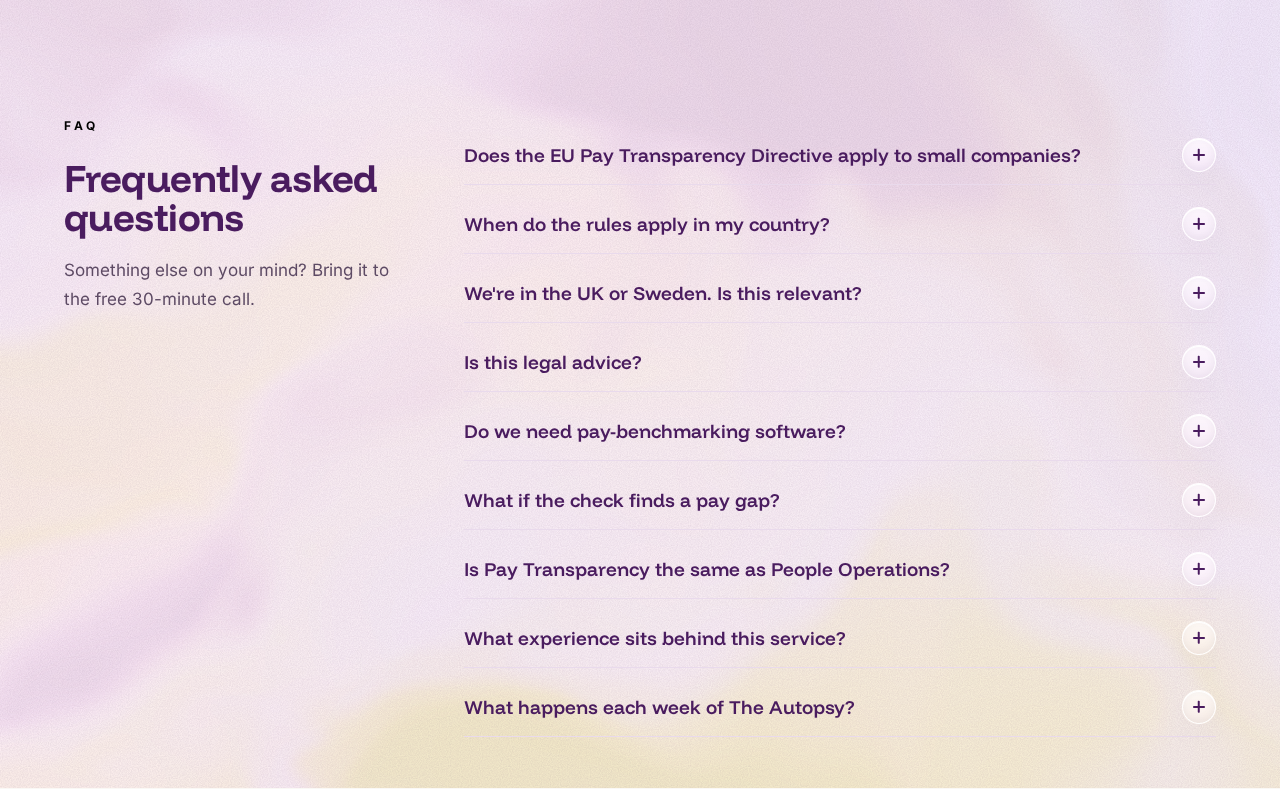 FAQ
Frequently asked
questions
Something else on your mind? Bring it to
the free 30-minute call.
Does the EU Pay Transparency Directive apply to small companies?
When do the rules apply in my country?
We're in the UK or Sweden. Is this relevant?
Is this legal advice?
Do we need pay-benchmarking software?
What if the check finds a pay gap?
Is Pay Transparency the same as People Operations?
What experience sits behind this service?
What happens each week of The Autopsy?